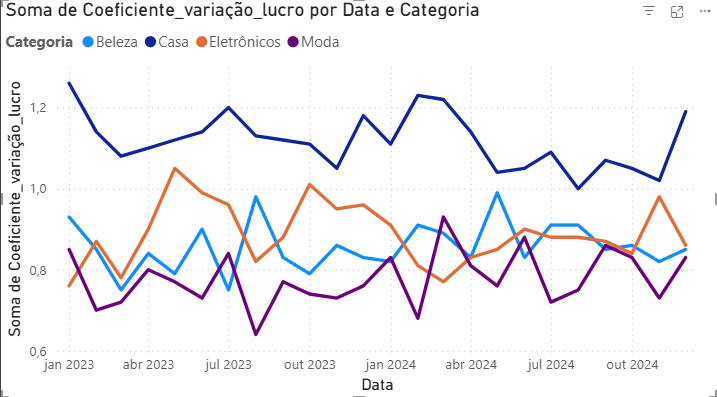 Soma de Coeficiente_variação_lucro por Data e Categoria
Categoria Beleza Casa Eletrônicos Moda
Soma de Coeficiente_variação_lucro
1,2
1,0
0,8
0,6
jan 2023 abr 2023 jul 2023 out 2023 jan 2024 abr 2024 jul 2024 out 2024
Data